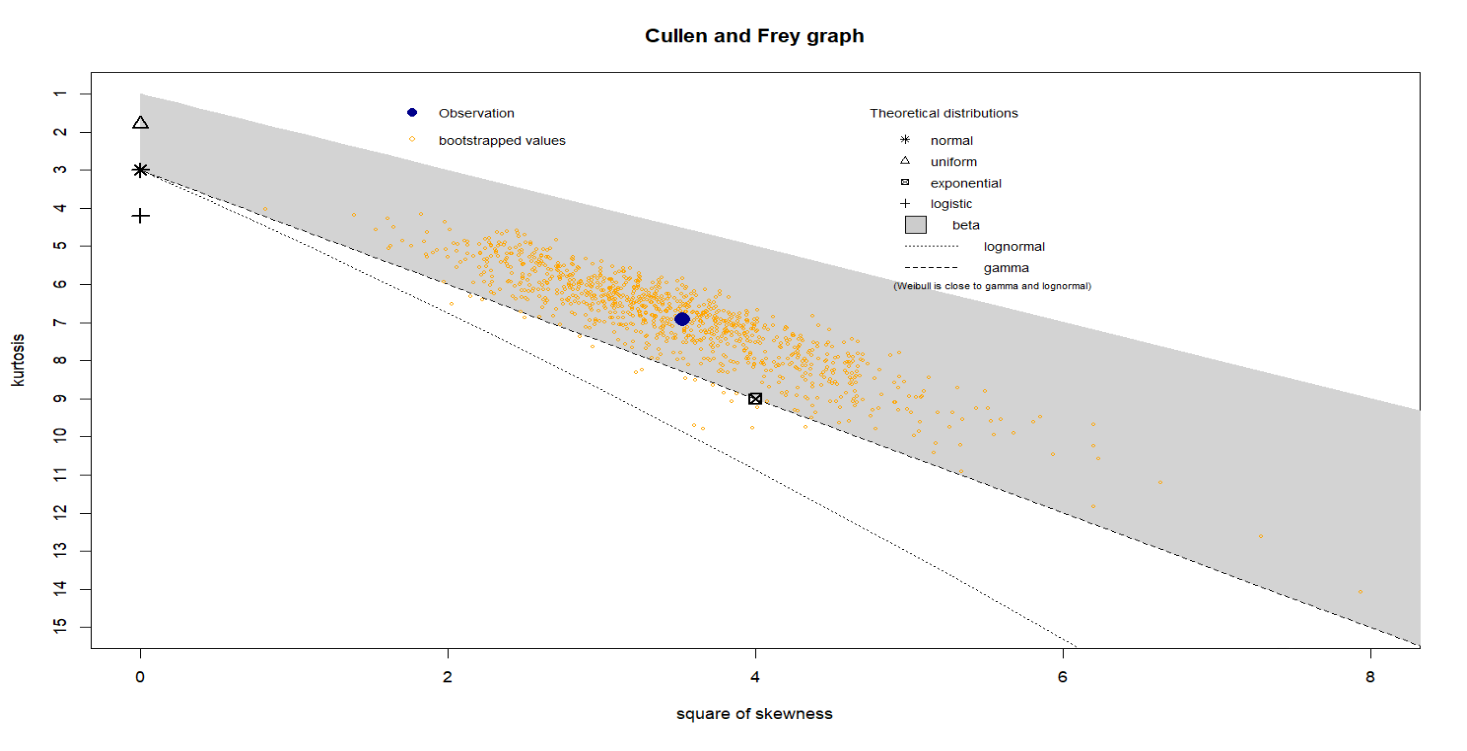 Cullen and Frey graph
Observation
bootstrapped values
Theoretical distributions
normal
uniform
exponential
logistic
beta
lognormal
gamma
(Weibull is close to gamma and lognormal)
kurtosis
1
2
3
4
5
6
7
8
9
10
11
12
13
14
15
0 2 4 6 8
square of skewness